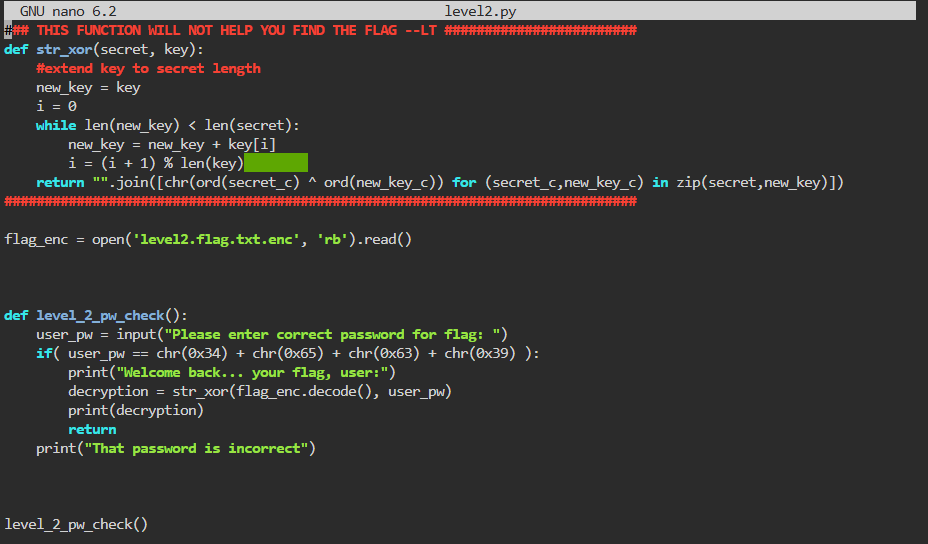 GNU nano 6.2 level2.py
### THIS FUNCTION WILL NOT HELP YOU FIND THE FLAG --LT ########################
def str_xor(secret, key):
    #extend key to secret length
    new_key = key
    i = 0
    while len(new_key) < len(secret):
        new_key = new_key + key[i]
        i = (i + 1) % len(key)
    return "".join([chr(ord(secret_c) ^ ord(new_key_c)) for (secret_c,new_key_c) in zip(secret,new_key)])
###############################################################################
flag_enc = open('level2.flag.txt.enc', 'rb').read()
def level_2_pw_check():
    user_pw = input("Please enter correct password for flag: ")
    if( user_pw == chr(0x34) + chr(0x65) + chr(0x63) + chr(0x39) ):
        print("Welcome back... your flag, user:")
        decryption = str_xor(flag_enc.decode(), user_pw)
        print(decryption)
        return
    print("That password is incorrect")
level_2_pw_check()